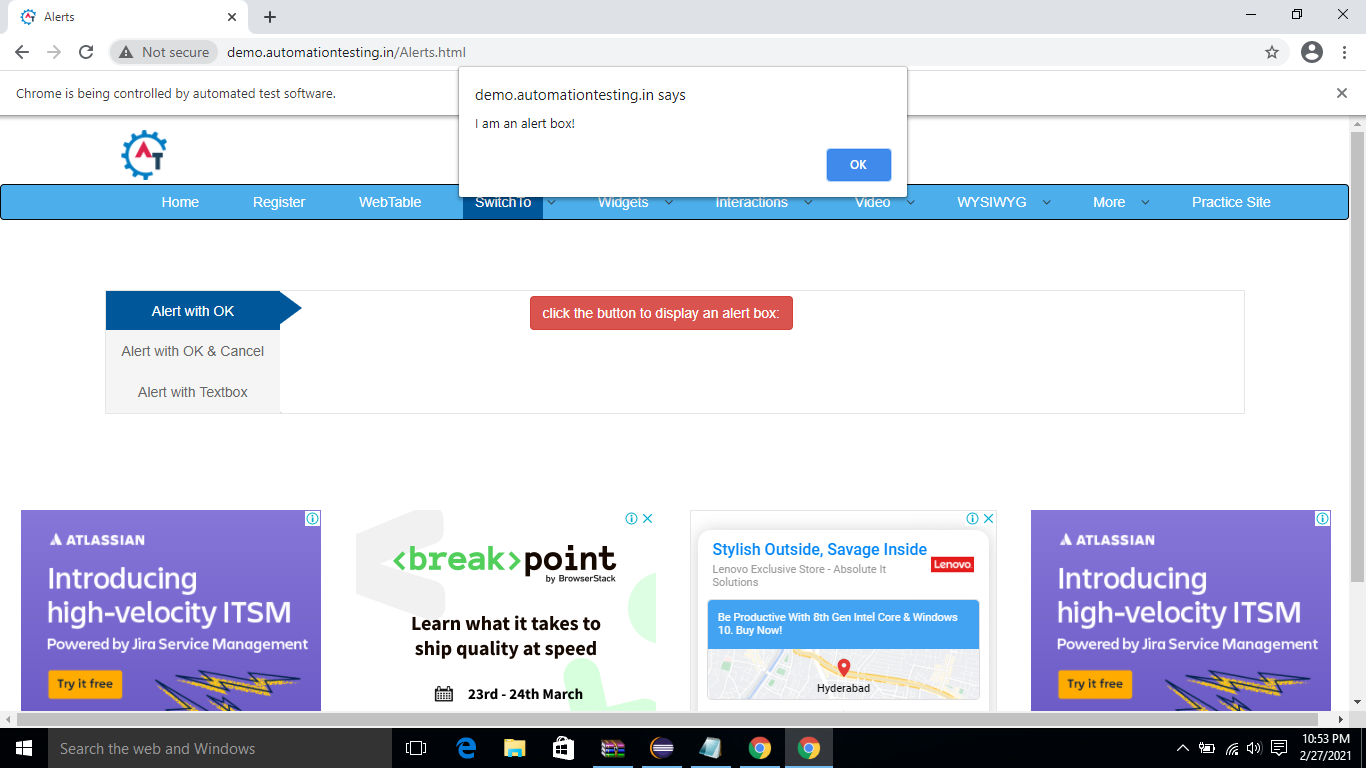 Alerts
Not secure
demo.automationtesting.in/Alerts.html
Chrome is being controlled by automated test software.
demo.automationtesting.in says
I am an alert box!
OK
AT
Home Register WebTable SwitchTo Widgets Interactions Video WYSIWYG More Practice Site
Alert with OK
click the button to display an alert box:
Alert with OK & Cancel
Alert with Textbox
ATLASSIAN
Introducing
high-velocity ITSM
Powered by Jira Service Management
Try it free
<break>point
by BrowserStack
Learn what it takes to
ship quality at speed
23rd - 24th March
Stylish Outside, Savage Inside
Lenovo Exclusive Store - Absolute It
Solutions
Lenovo
Be Productive With 8th Gen Intel Core & Windows
10. Buy Now!
Hyderabad
ATLASSIAN
Introducing
high-velocity ITSM
Powered by Jira Service Management
Try it free
Search the web and Windows
10:53 PM
2/27/2021